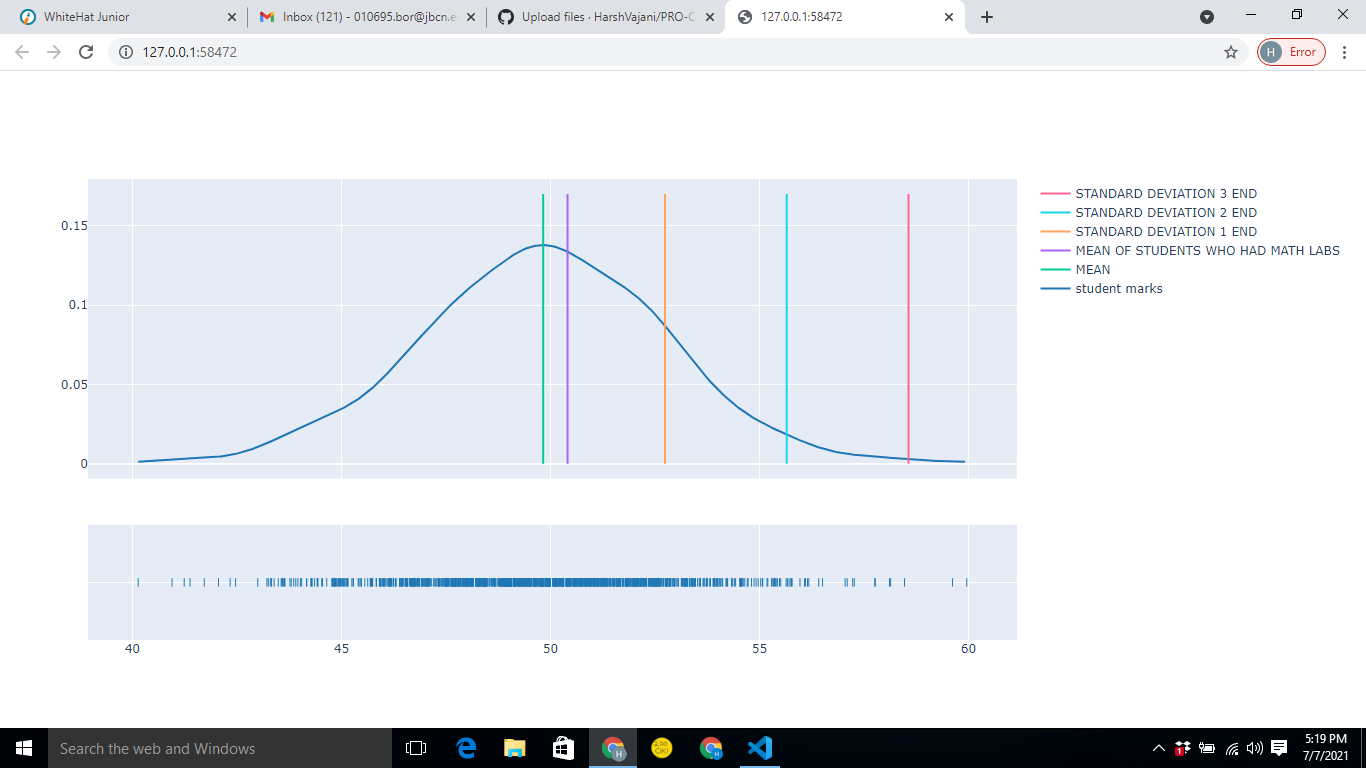 WhiteHat Junior
Inbox (121) - 010695.bor@jbcn.e
Upload files · HarshVajani/PRO-C
127.0.0.1:58472
127.0.0.1:58472
H Error
0.15
0.1
0.05
0
STANDARD DEVIATION 3 END
STANDARD DEVIATION 2 END
STANDARD DEVIATION 1 END
MEAN OF STUDENTS WHO HAD MATH LABS
MEAN
student marks
40 45 50 55 60
Search the web and Windows
5:19 PM
7/7/2021